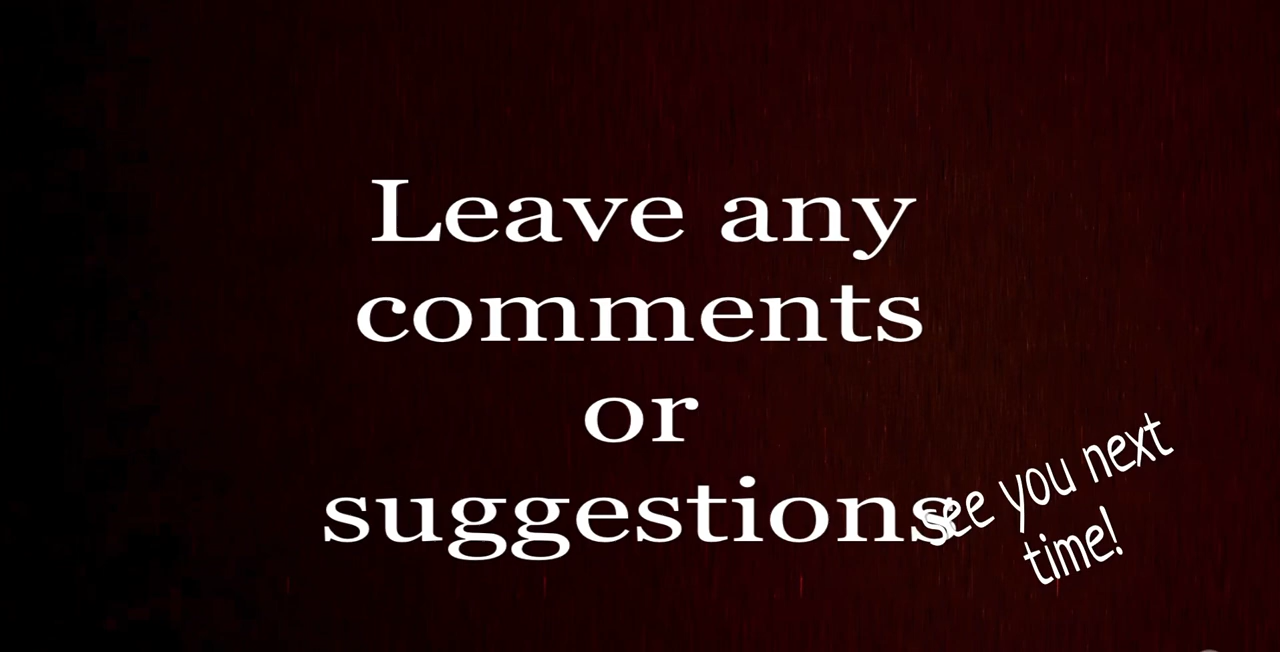 Leave any
comments
or
suggestions
see you next
time!